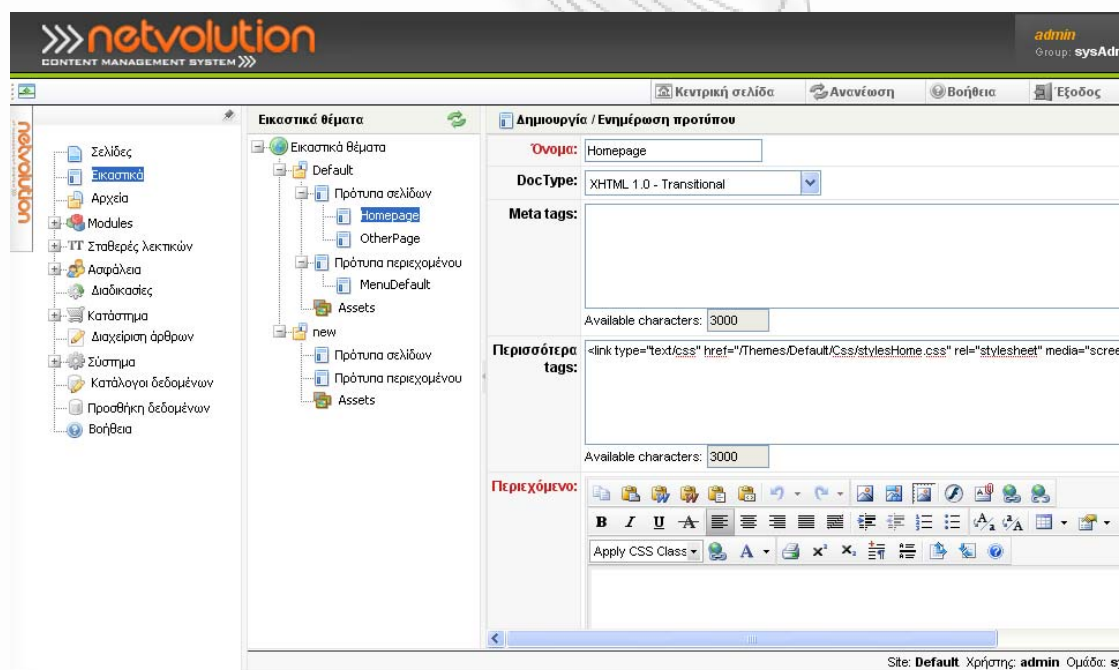 netvolution
CONTENT MANAGEMENT SYSTEM
admin
Group: sysAdm
Κεντρική σελίδα Ανανέωση Βοήθεια Έξοδος
netvolution
Σελίδες
Εικαστικά
Αρχεία
Modules
Σταθερές λεκτικών
Ασφάλεια
Διαδικασίες
Κατάστημα
Διαχείριση άρθρων
Σύστημα
Κατάλογοι δεδομένων
Προσθήκη δεδομένων
Βοήθεια
Εικαστικά θέματα
Εικαστικά θέματα
Default
Πρότυπα σελίδων
Homepage
OtherPage
Πρότυπα περιεχομένου
MenuDefault
Assets
new
Πρότυπα σελίδων
Πρότυπα περιεχομένου
Assets
Δημιουργία / Ενημέρωση προτύπου
Όνομα: Homepage
DocType: XHTML 1.0 - Transitional
Meta tags:
Available characters: 3000
Περισσότερα tags: <link type="text/css" href="/Themes/Default/Css/stylesHome.css" rel="stylesheet" media="scree
Available characters: 3000
Περιεχόμενο:
Apply CSS Class
Site: Default Χρήστης: admin Ομάδα: s